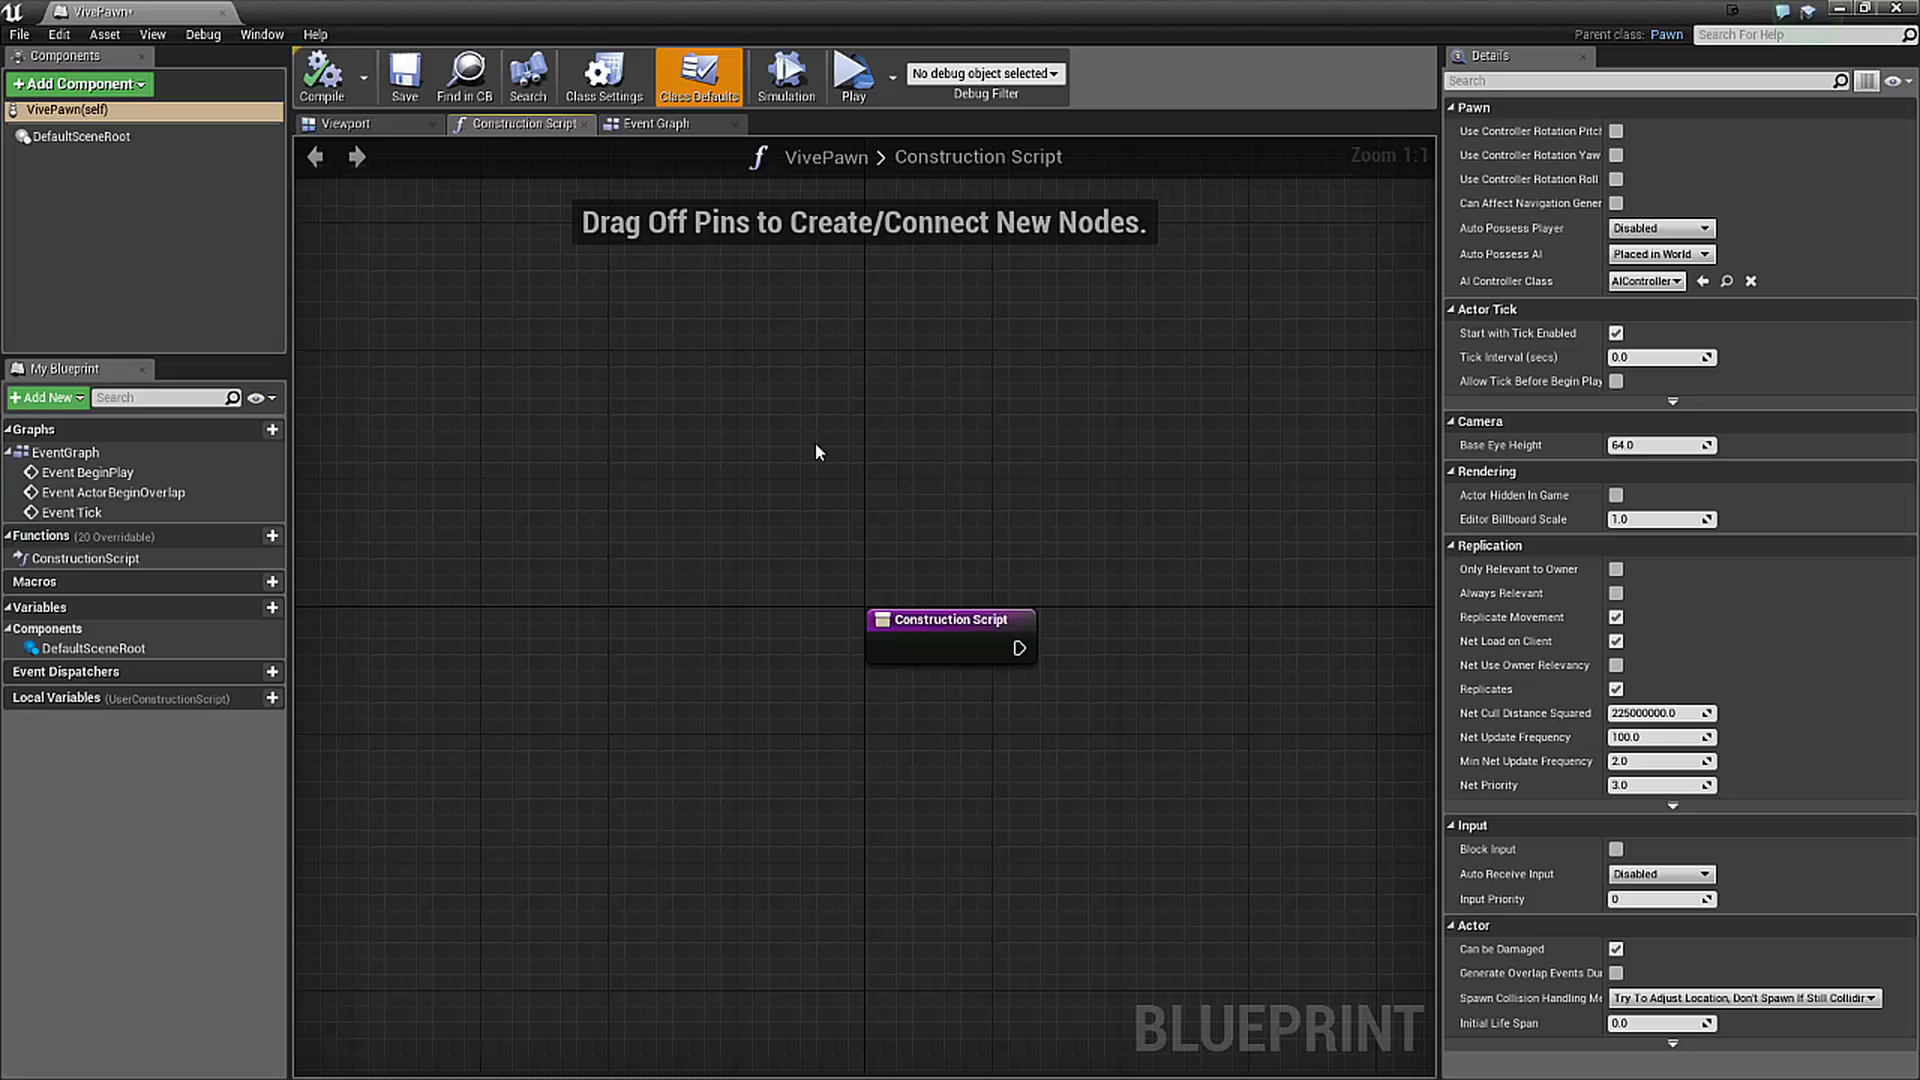 VivePawn*
File Edit Asset View Debug Window Help
Parent class: Pawn
Search For Help
Components
+Add Component
VivePawn(self)
DefaultSceneRoot
Compile
Save
Find in CB
Search
Class Settings
Class Defaults
Simulation
Play
No debug object selected
Debug Filter
Viewport
Construction Script
Event Graph
VivePawn > Construction Script
Zoom 1:1
Drag Off Pins to Create/Connect New Nodes.
Construction Script
BLUEPRINT
My Blueprint
+Add New
Search
Graphs
EventGraph
Event BeginPlay
Event ActorBeginOverlap
Event Tick
Functions (20 Overridable)
ConstructionScript
Macros
Variables
Components
DefaultSceneRoot
Event Dispatchers
Local Variables (UserConstructionScript)
Details
Search
Pawn
Use Controller Rotation Pitch
Use Controller Rotation Yaw
Use Controller Rotation Roll
Can Affect Navigation Gener
Auto Possess Player Disabled
Auto Possess AI Placed in World
AI Controller Class AIController
Actor Tick
Start with Tick Enabled
Tick Interval (secs) 0.0
Allow Tick Before Begin Play
Camera
Base Eye Height 64.0
Rendering
Actor Hidden In Game
Editor Billboard Scale 1.0
Replication
Only Relevant to Owner
Always Relevant
Replicate Movement
Net Load on Client
Net Use Owner Relevancy
Replicates
Net Cull Distance Squared 225000000.0
Net Update Frequency 100.0
Min Net Update Frequency 2.0
Net Priority 3.0
Input
Block Input
Auto Receive Input Disabled
Input Priority 0
Actor
Can be Damaged
Generate Overlap Events Du
Spawn Collision Handling Me Try To Adjust Location, Don't Spawn If Still Collidir
Initial Life Span 0.0